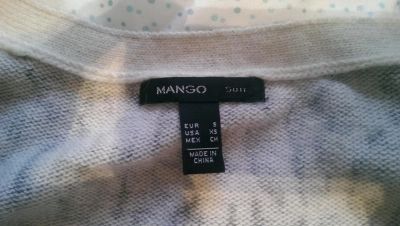 MANGO Suit
EUR S
USA XS
MEX CH
MADE IN
CHINA